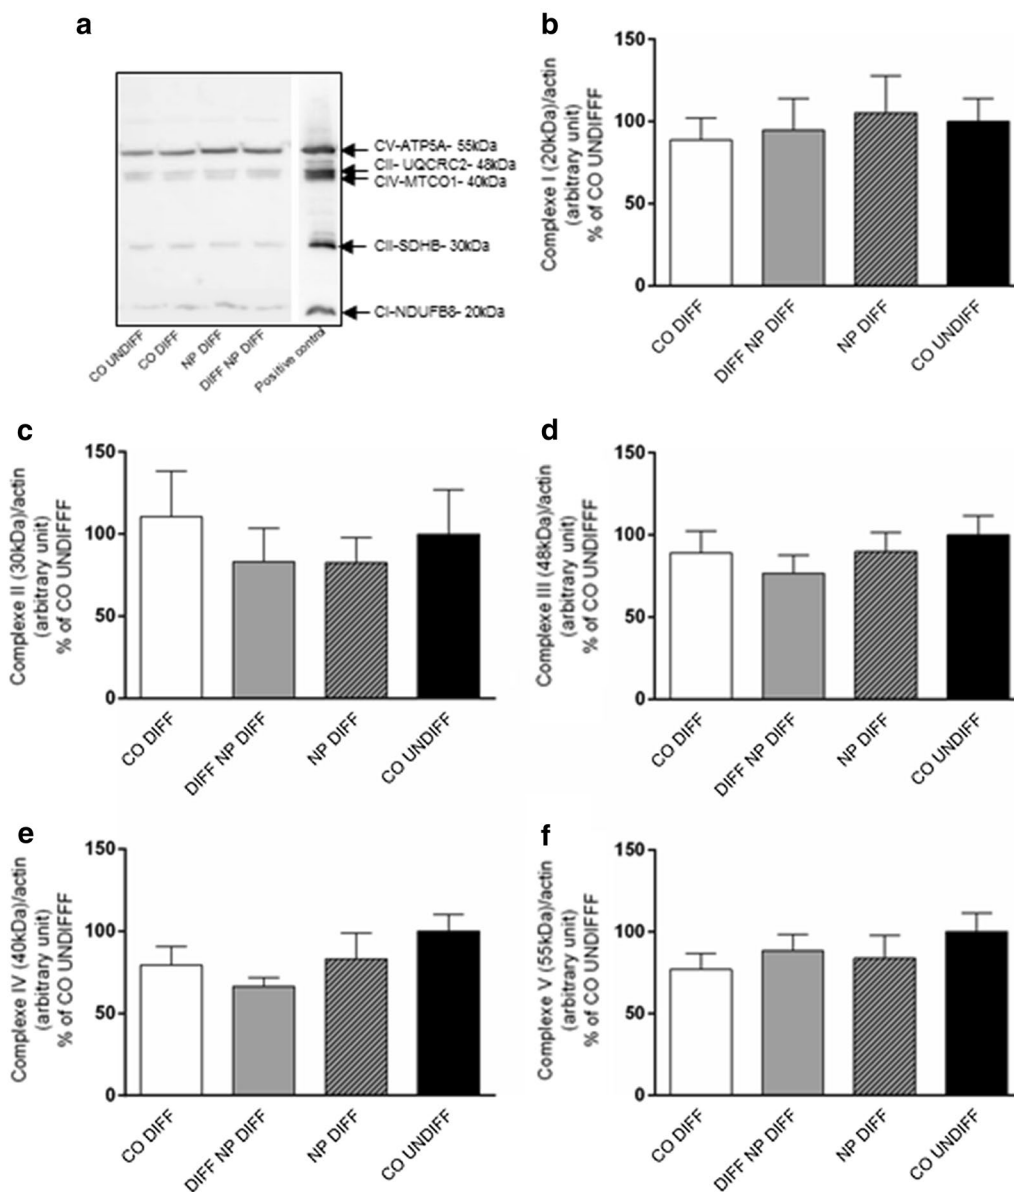 a
CV-ATP5A- 55kDa
CII- UQCRC2- 48kDa
CIV-MTCO1- 40kDa
CII-SDHB- 30kDa
CI-NDUFB8- 20kDa
CO UNDIFF
CO DIFF
NP DIFF
DIFF NP DIFF
Positive control
b
Complexe I (20kDa)/actin
(arbitrary unit)
% of CO UNDIFFF
150
100
50
0
CO DIFF
DIFF NP DIFF
NP DIFF
CO UNDIFF
c
Complexe II (30kDa)/actin
(arbitrary unit)
% of CO UNDIFFF
150
100
50
0
CO DIFF
DIFF NP DIFF
NP DIFF
CO UNDIFF
d
Complexe III (48kDa)/actin
(arbitrary unit)
% of CO UNDIFFF
150
100
50
0
CO DIFF
DIFF NP DIFF
NP DIFF
CO UNDIFF
e
Complexe IV (40kDa)/actin
(arbitrary unit)
% of CO UNDIFFF
150
100
50
0
CO DIFF
DIFF NP DIFF
NP DIFF
CO UNDIFF
f
Complexe V (55kDa)/actin
(arbitrary unit)
% of CO UNDIFFF
150
100
50
0
CO DIFF
DIFF NP DIFF
NP DIFF
CO UNDIFF